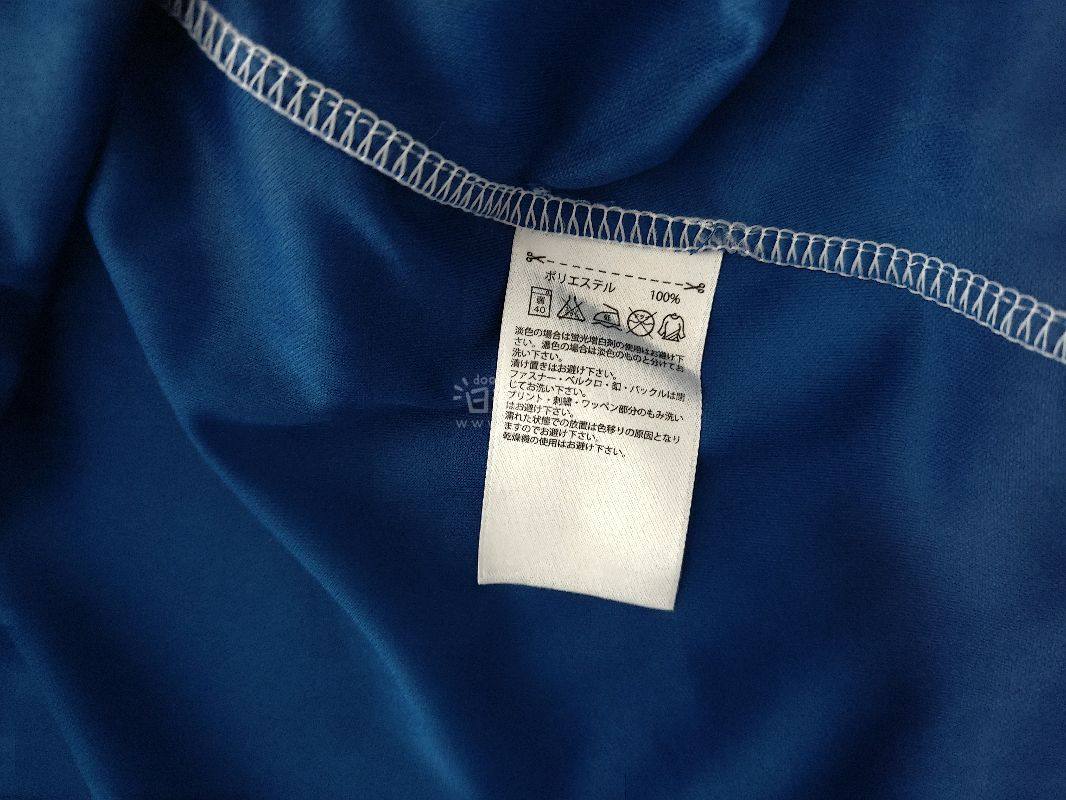 ポリエステル 100%
40
淡色の場合は蛍光増白剤の使用はお避け下
さい。濃色の場合は淡色のものと分けてお
洗い下さい。
漬け置きはお避け下さい。
ファスナー・ベルクロ・釦・バックルは閉
じてお洗い下さい。
プリント・刺繍・ワッペン部分のもみ洗い
はお避け下さい。
濡れた状態での放置は色移りの原因となり
ますのでお避け下さい。
乾燥機の使用はお避け下さい。